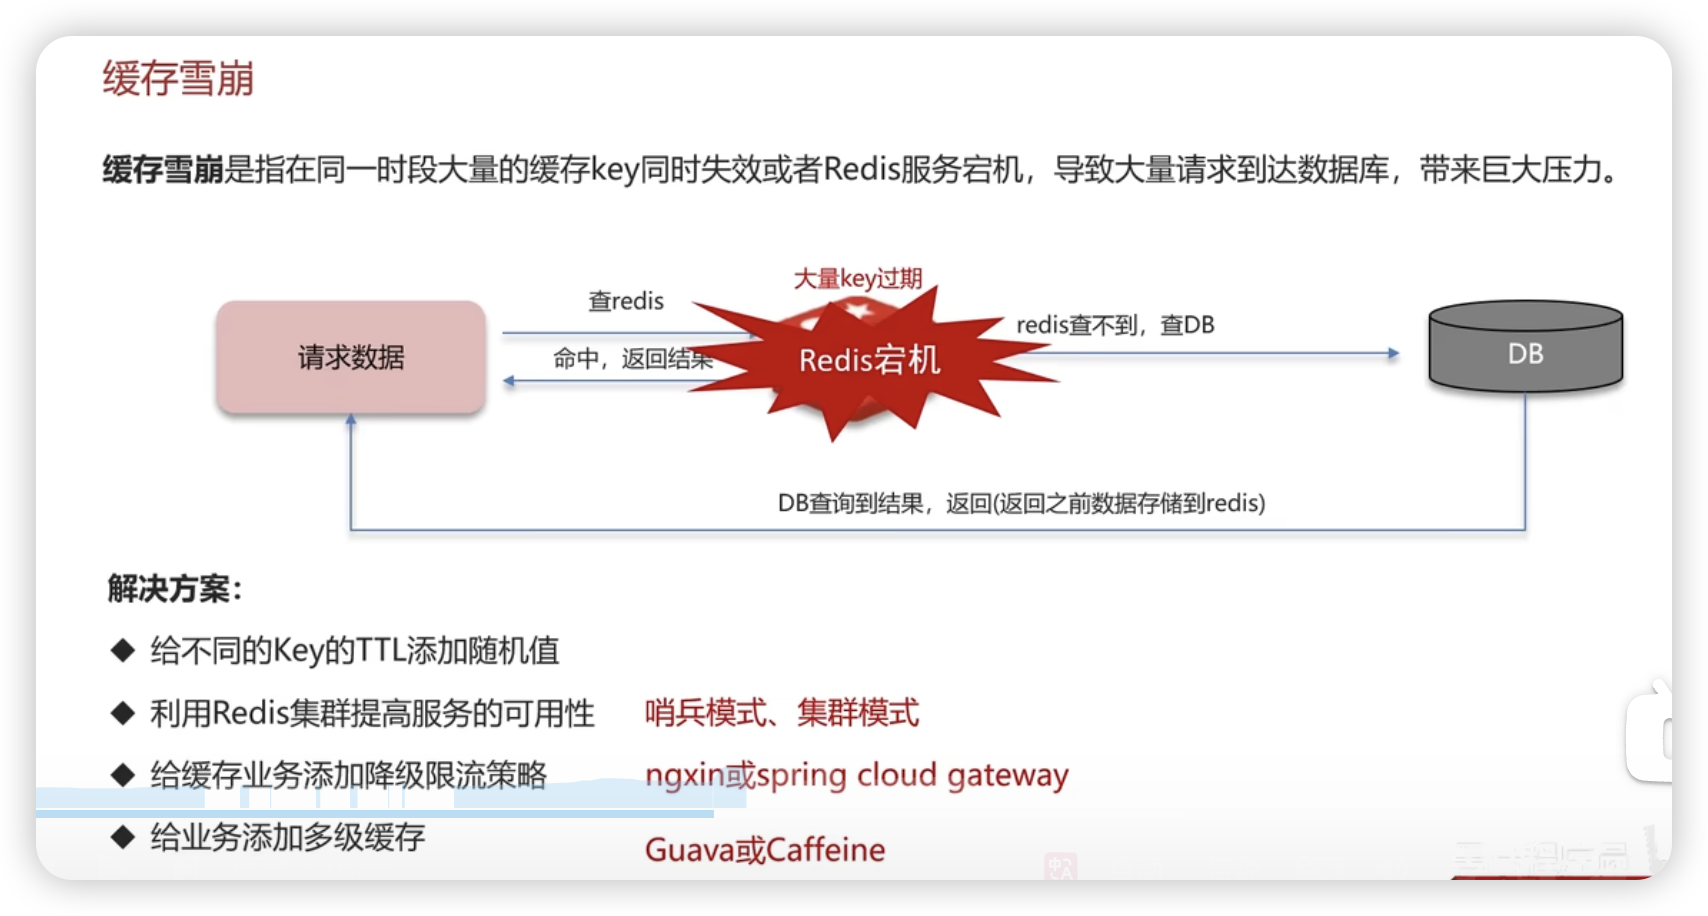 缓存雪崩
缓存雪崩是指在同一时段大量的缓存key同时失效或者Redis服务宕机，导致大量请求到达数据库，带来巨大压力。
大量key过期
查redis
redis查不到，查DB
请求数据
命中，返回结果
Redis宕机
DB
DB查询到结果，返回(返回之前数据存储到redis)
解决方案：
◆ 给不同的Key的TTL添加随机值
◆ 利用Redis集群提高服务的可用性 哨兵模式、集群模式
◆ 给缓存业务添加降级限流策略 ngxin或spring cloud gateway
◆ 给业务添加多级缓存 Guava或Caffeine